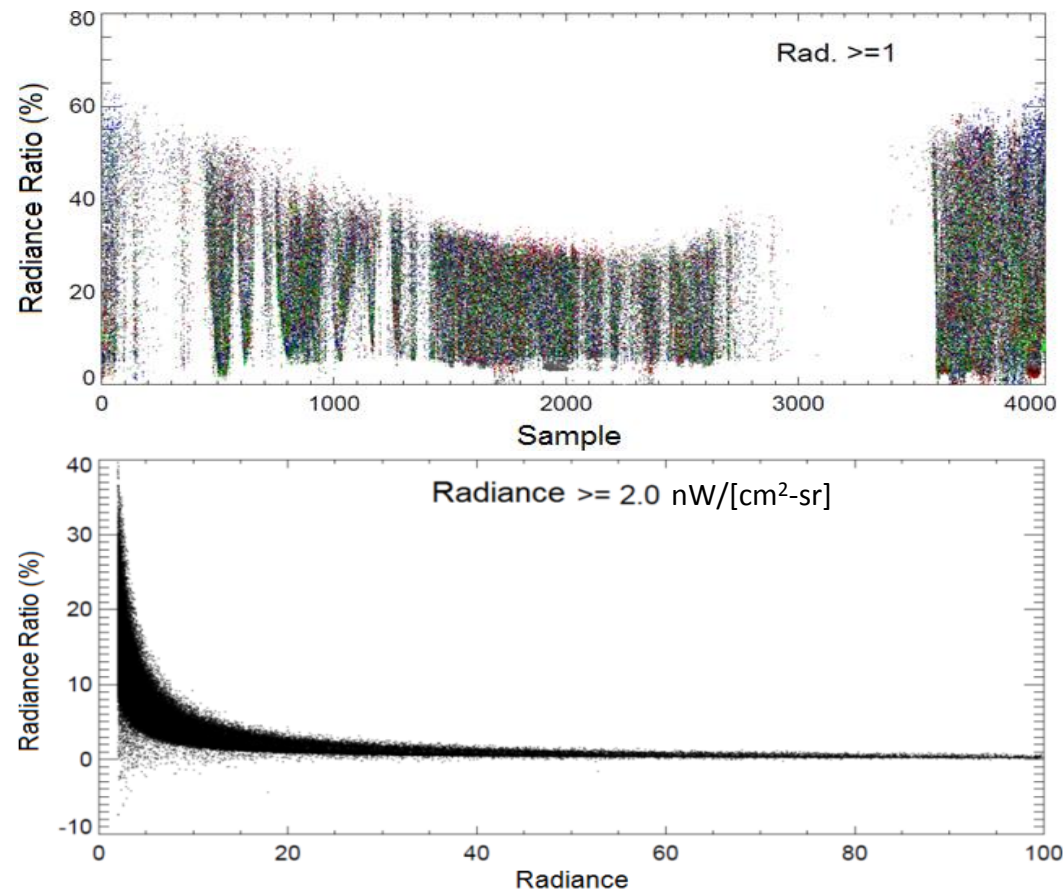 80
60
40
20
0
Radiance Ratio (%)
Rad. >=1
0 1000 2000 3000 4000
Sample
40
30
20
10
0
-10
Radiance Ratio (%)
Radiance >= 2.0 nW/[cm²-sr]
0 20 40 60 80 100
Radiance